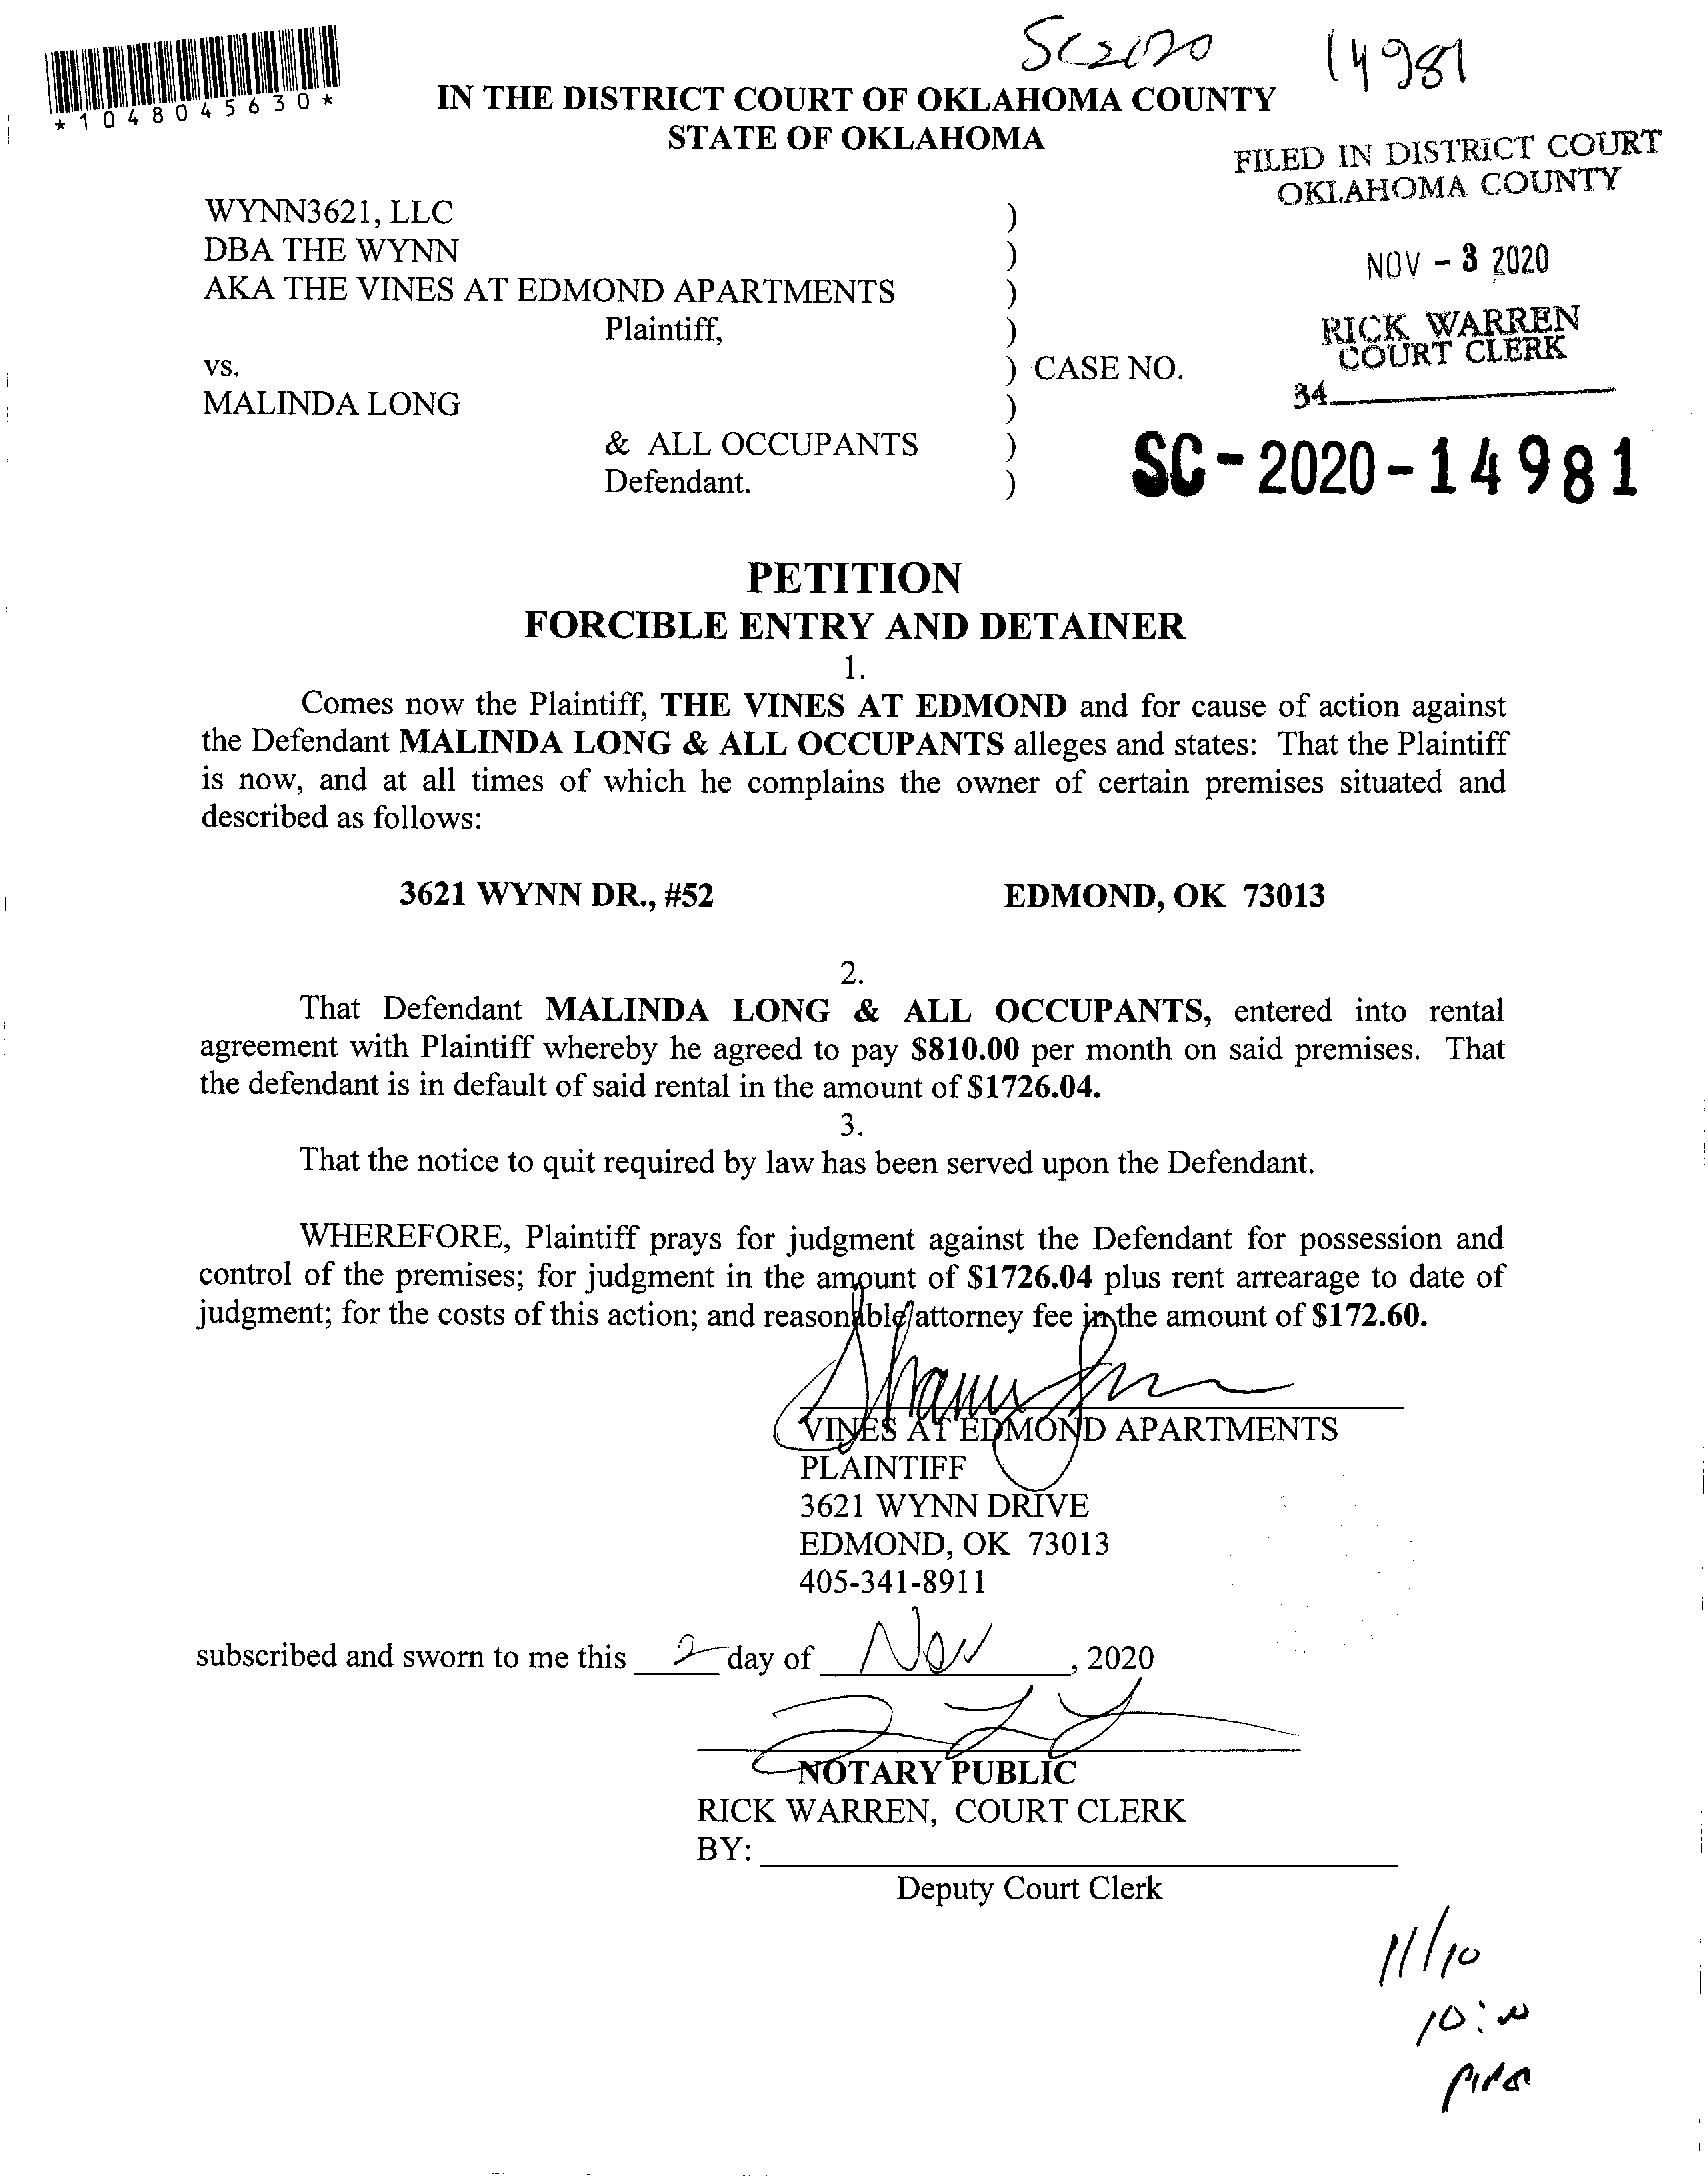 SC2020 14981
*1048045630*
IN THE DISTRICT COURT OF OKLAHOMA COUNTY
STATE OF OKLAHOMA
FILED IN DISTRICT COURT
OKLAHOMA COUNTY
NOV - 3 2020
RICK WARREN
COURT CLERK
34
WYNN3621, LLC )
DBA THE WYNN )
AKA THE VINES AT EDMOND APARTMENTS )
Plaintiff, )
vs. ) CASE NO.
MALINDA LONG )
& ALL OCCUPANTS )
Defendant. )
SC-2020-14981
PETITION
FORCIBLE ENTRY AND DETAINER
1.
Comes now the Plaintiff, THE VINES AT EDMOND and for cause of action against
the Defendant MALINDA LONG & ALL OCCUPANTS alleges and states: That the Plaintiff
is now, and at all times of which he complains the owner of certain premises situated and
described as follows:
3621 WYNN DR., #52 EDMOND, OK 73013
2.
That Defendant MALINDA LONG & ALL OCCUPANTS, entered into rental
agreement with Plaintiff whereby he agreed to pay $810.00 per month on said premises. That
the defendant is in default of said rental in the amount of $1726.04.
3.
That the notice to quit required by law has been served upon the Defendant.
WHEREFORE, Plaintiff prays for judgment against the Defendant for possession and
control of the premises; for judgment in the amount of $1726.04 plus rent arrearage to date of
judgment; for the costs of this action; and reasonable attorney fee in the amount of $172.60.
VINES AT EDMOND APARTMENTS
PLAINTIFF
3621 WYNN DRIVE
EDMOND, OK 73013
405-341-8911
subscribed and sworn to me this 2 day of Nov, 2020
NOTARY PUBLIC
RICK WARREN, COURT CLERK
BY:
Deputy Court Clerk
11/10
10:00